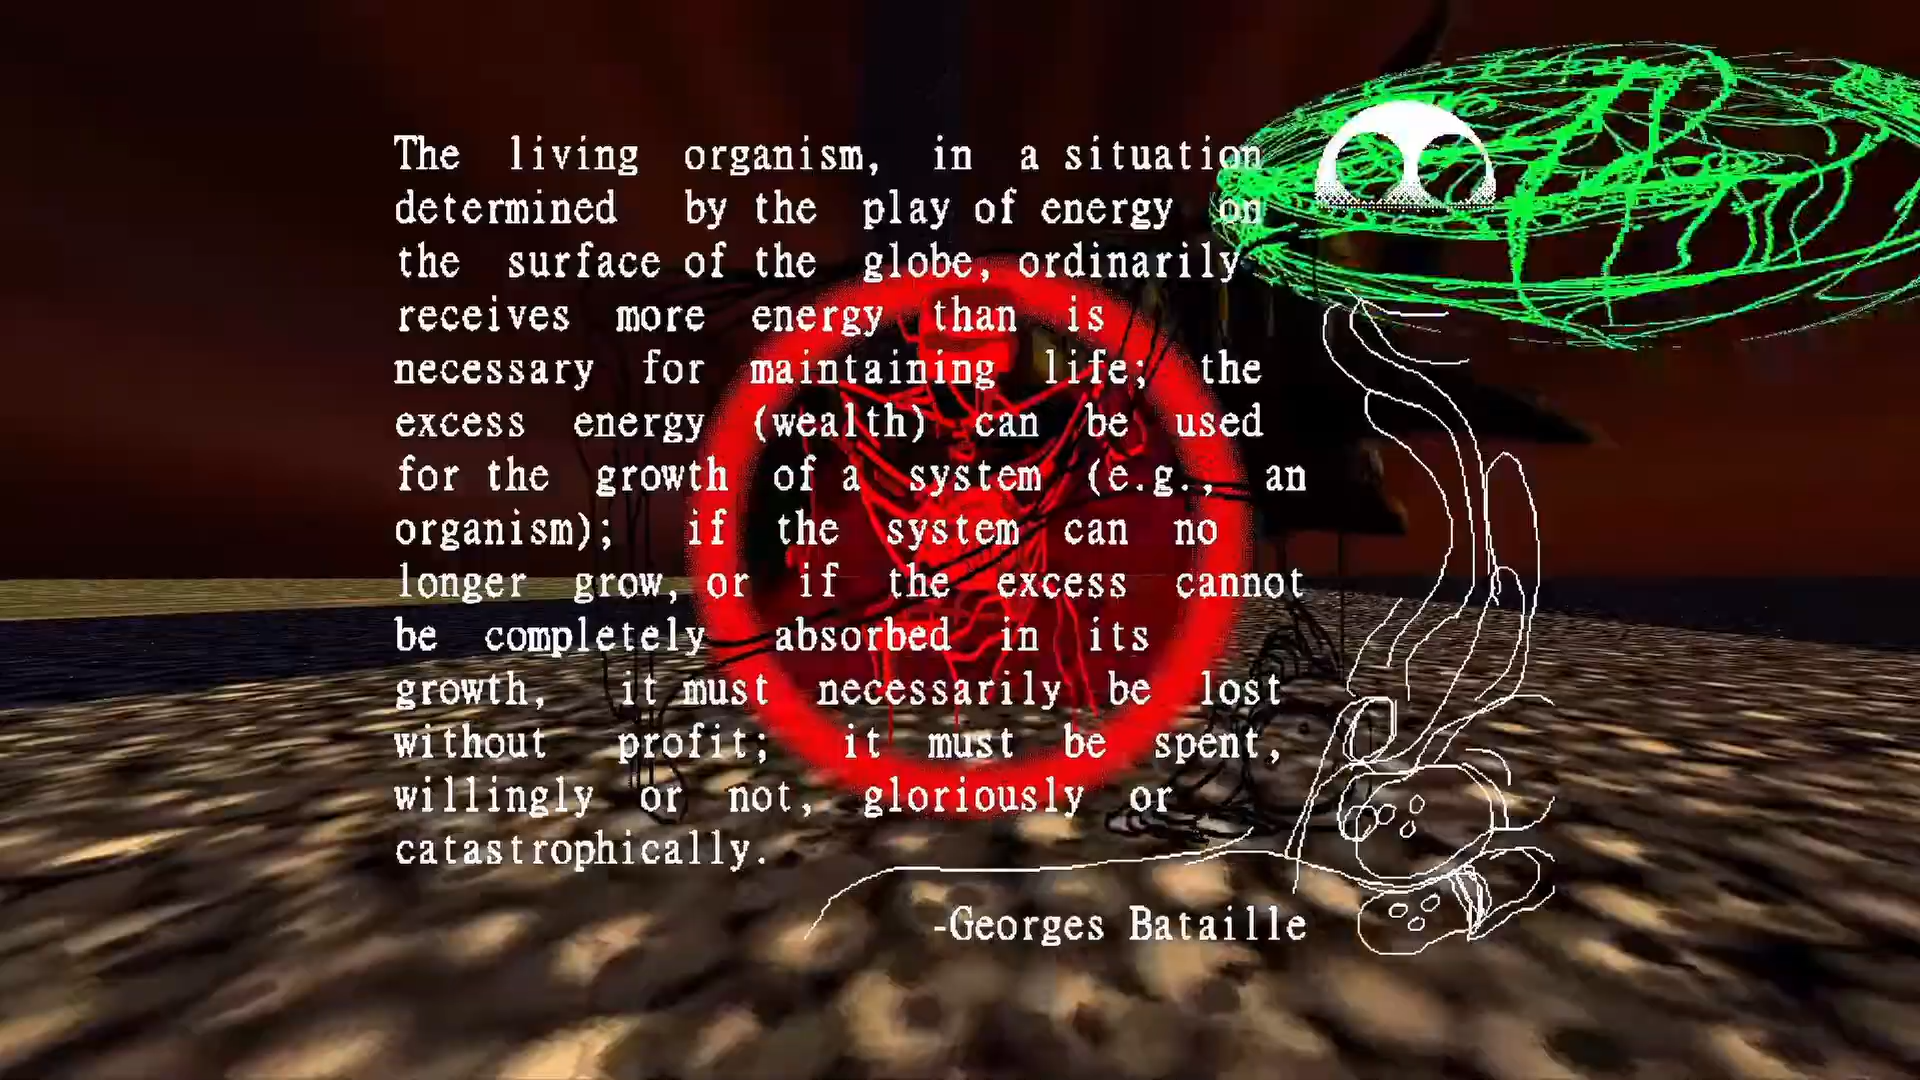 The living organism, in a situation
determined by the play of energy on
the surface of the globe, ordinarily
receives more energy than is
necessary for maintaining life; the
excess energy (wealth) can be used
for the growth of a system (e.g., an
organism); if the system can no
longer grow, or if the excess cannot
be completely absorbed in its
growth, it must necessarily be lost
without profit; it must be spent,
willingly or not, gloriously or
catastrophically.
-Georges Bataille